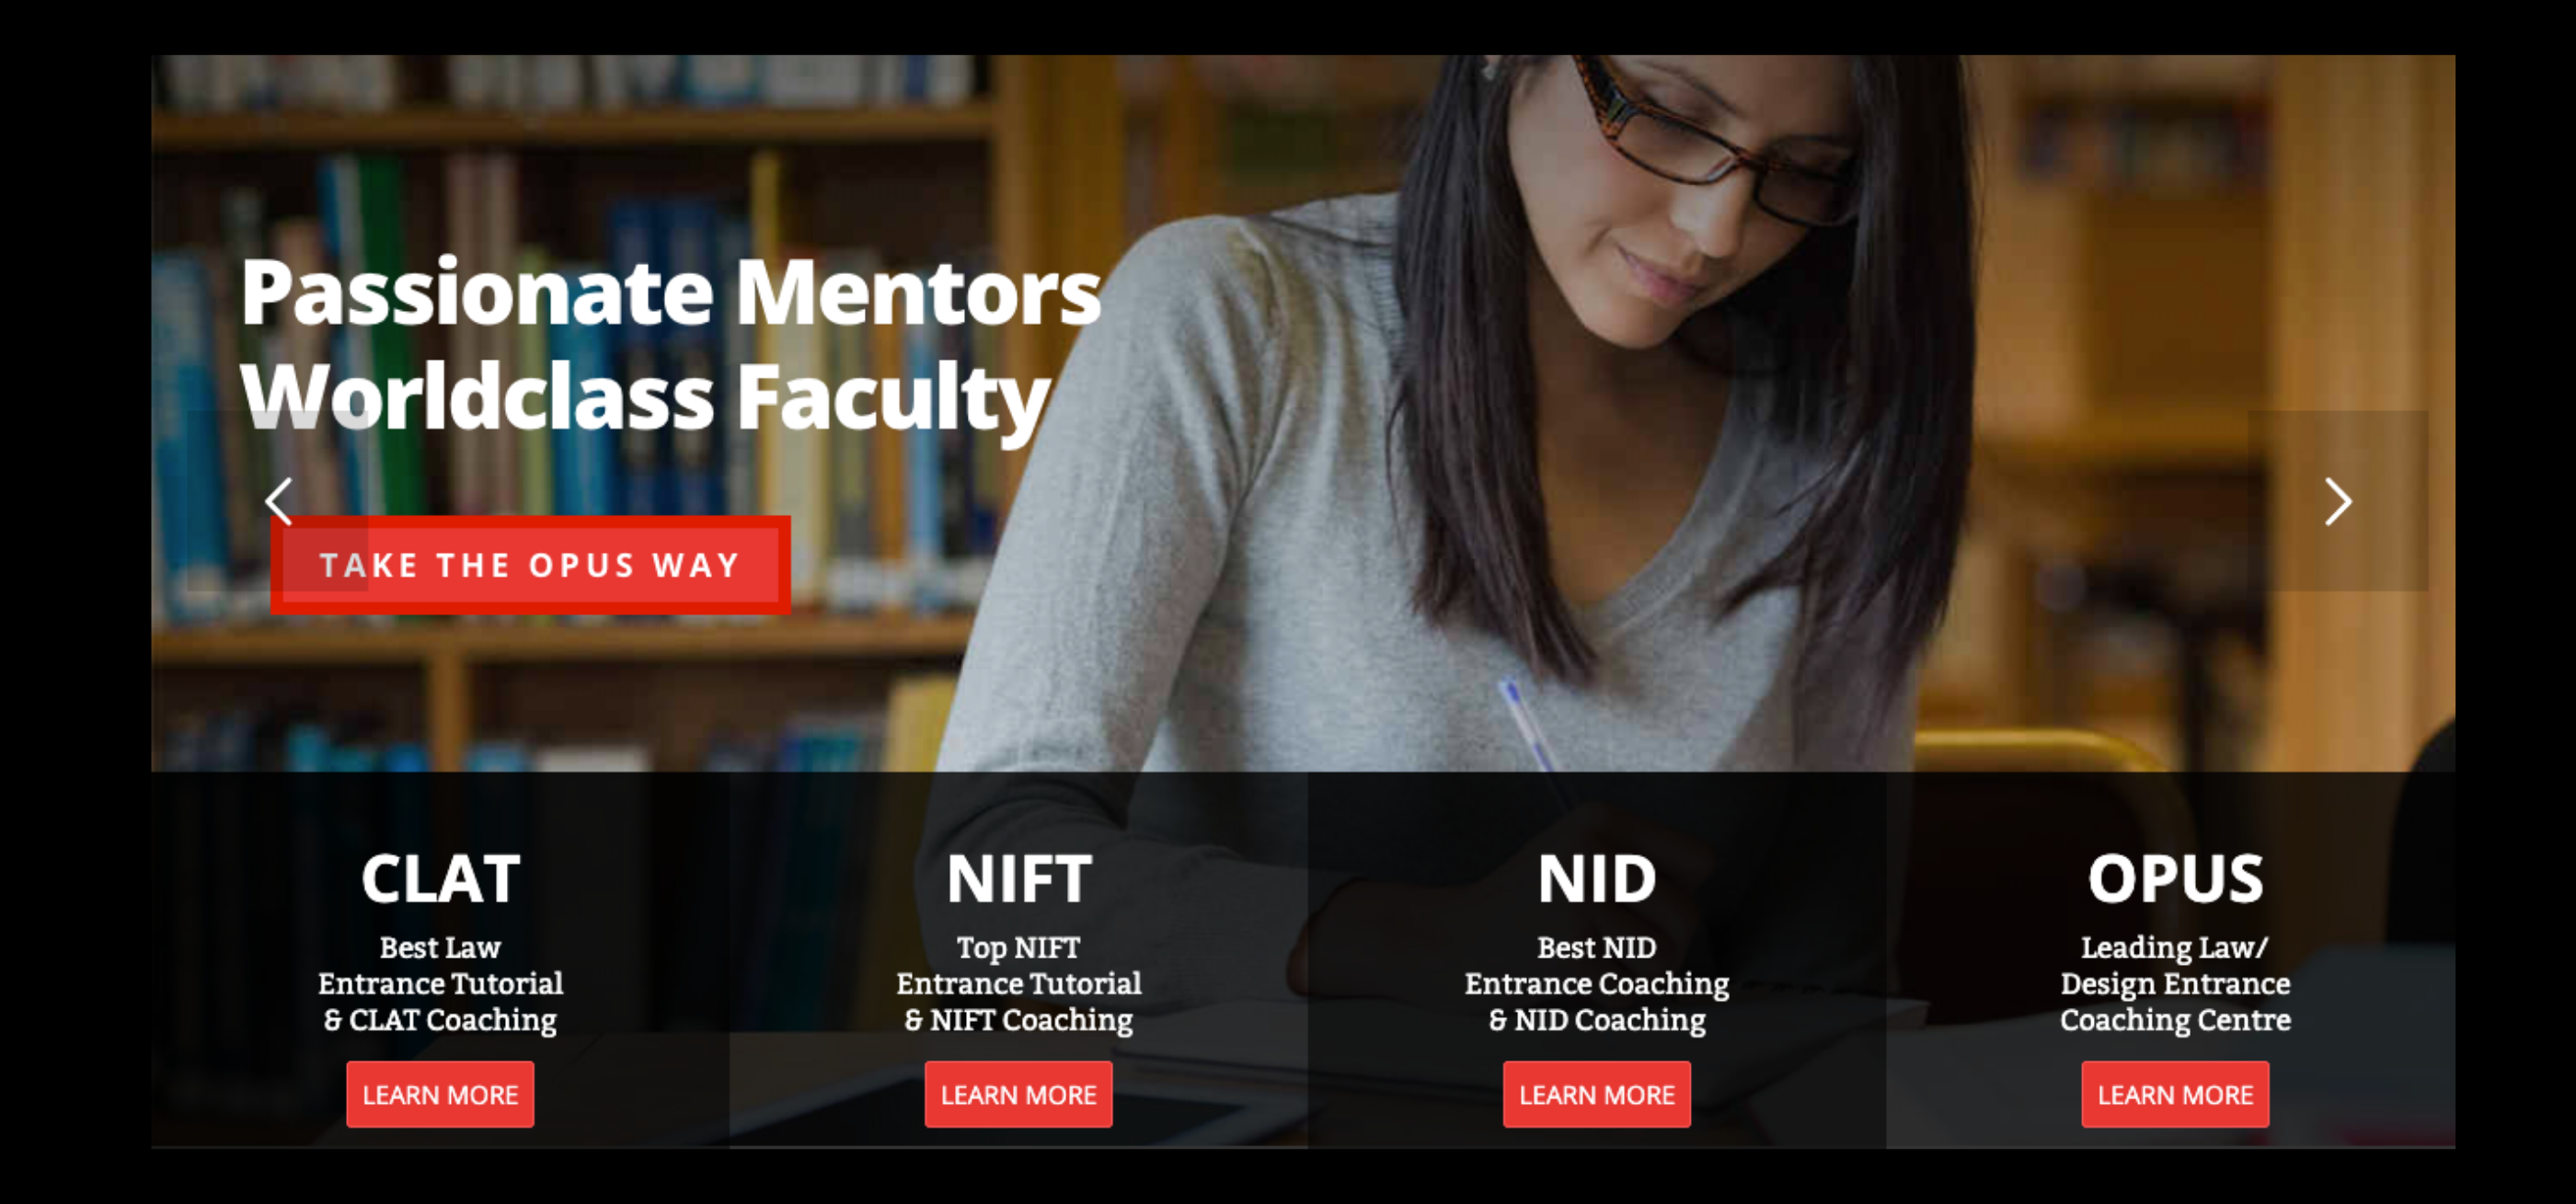 Passionate Mentors
Worldclass Faculty
TAKE THE OPUS WAY
CLAT
Best Law
Entrance Tutorial
& CLAT Coaching
LEARN MORE
NIFT
Top NIFT
Entrance Tutorial
& NIFT Coaching
LEARN MORE
NID
Best NID
Entrance Coaching
& NID Coaching
LEARN MORE
OPUS
Leading Law/
Design Entrance
Coaching Centre
LEARN MORE